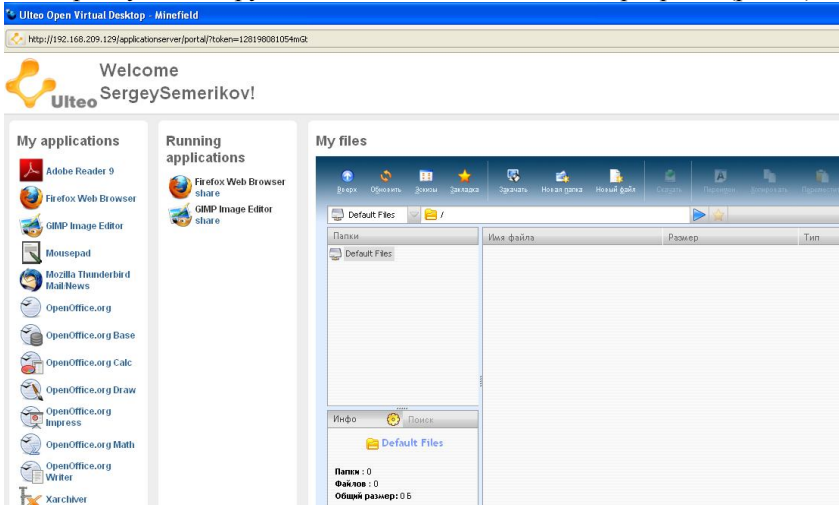 Ulteo Open Virtual Desktop - Minefield
http://192.168.209.129/applicationserver/portal/?token=128198081054mGt
Welcome
SergeySemerikov!
Ulteo
My applications
Adobe Reader 9
Firefox Web Browser
GIMP Image Editor
Mousepad
Mozilla Thunderbird
Mail/News
OpenOffice.org
OpenOffice.org Base
OpenOffice.org Calc
OpenOffice.org Draw
OpenOffice.org
Impress
OpenOffice.org Math
OpenOffice.org
Writer
Xarchiver
Running
applications
Firefox Web Browser
share
GIMP Image Editor
share
My files
Вверх Обновить Эскизы Закладка Закачать Новая папка Новый файл Скачать
Default Files /
Папки
Default Files
Имя файла Размер Тип
Инфо Поиск
Default Files
Папки : 0
Файлов : 0
Общий размер: 0 Б